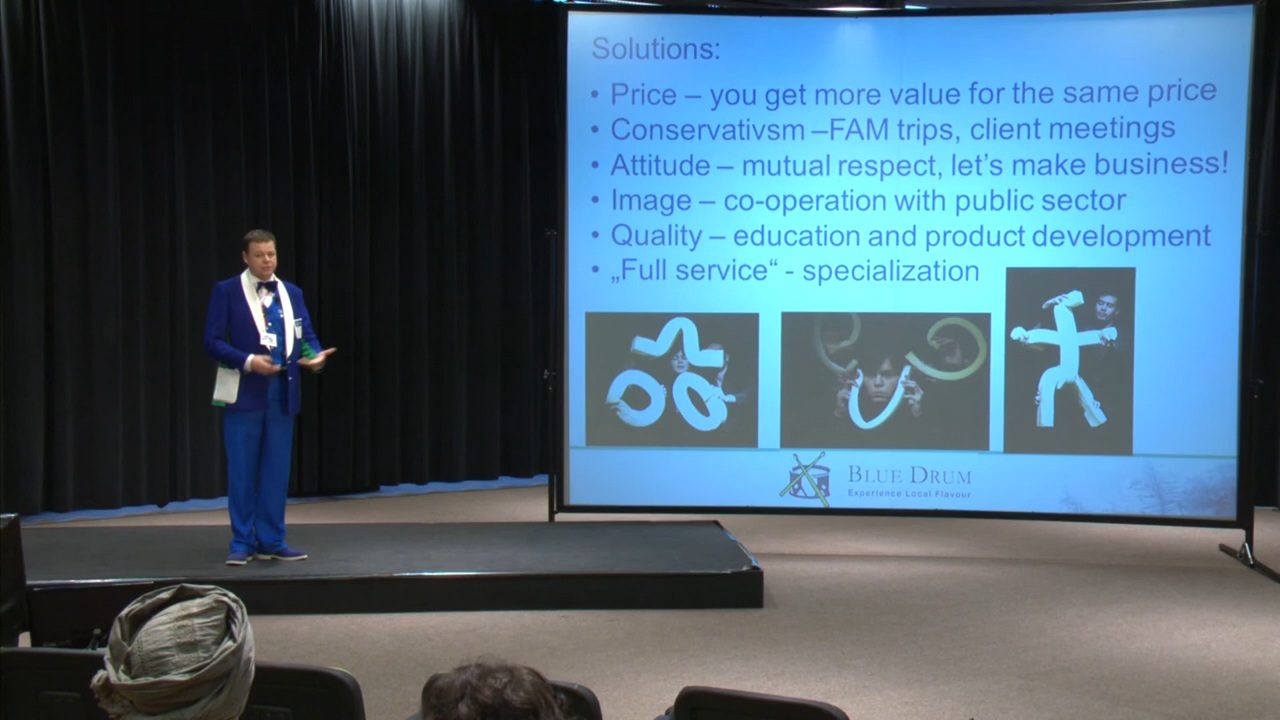 Solutions:
• Price – you get more value for the same price
• Conservativsm –FAM trips, client meetings
• Attitude – mutual respect, let's make business!
• Image – co-operation with public sector
• Quality – education and product development
• „Full service“ - specialization
BLUE DRUM
Experience Local Flavour